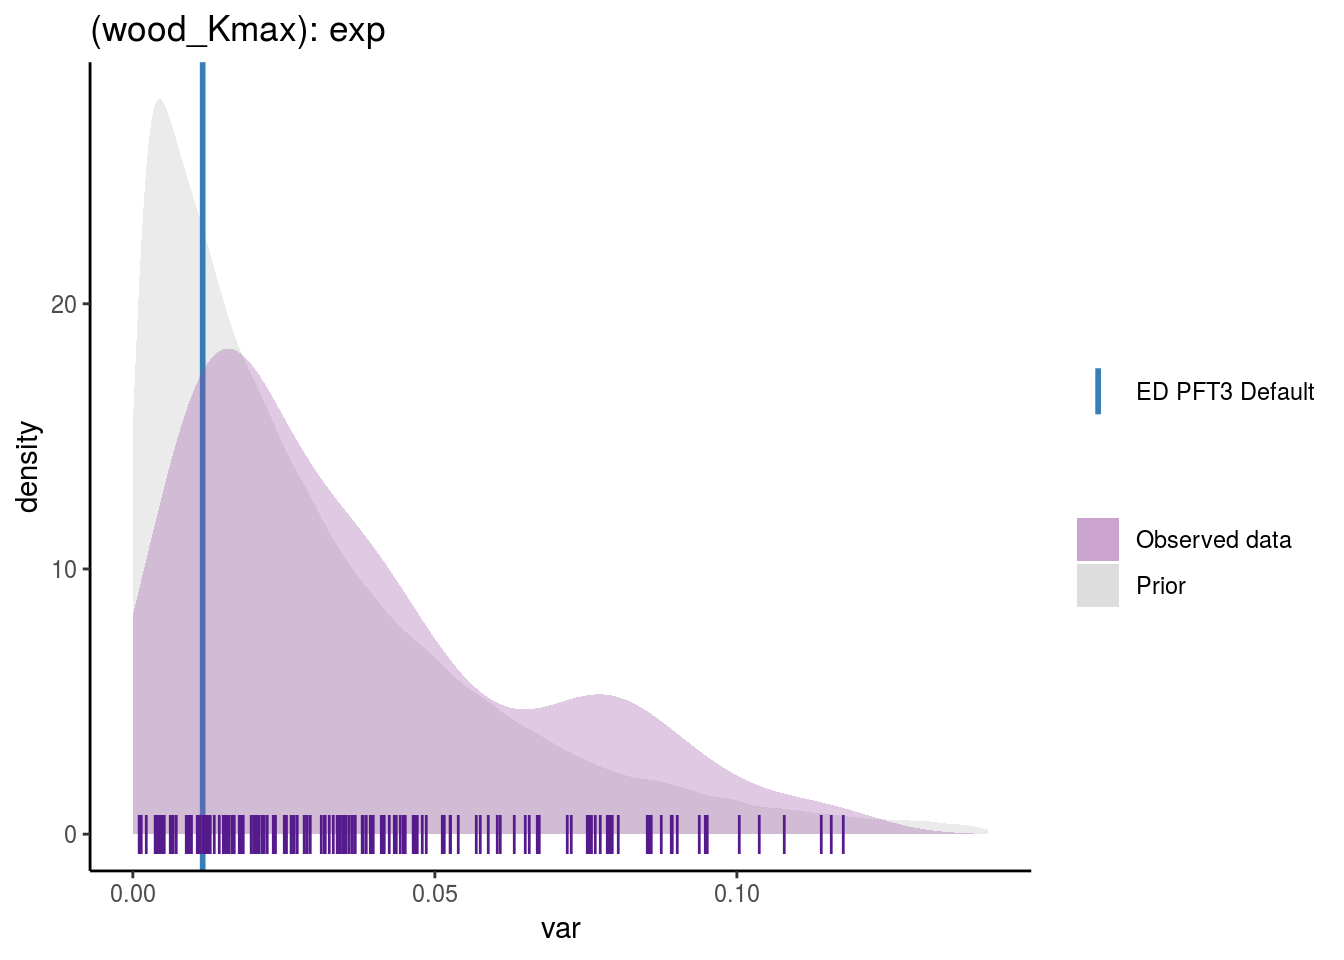 (wood_Kmax): exp
density
20
10
0
0.00
0.05
0.10
var
ED PFT3 Default
Observed data
Prior